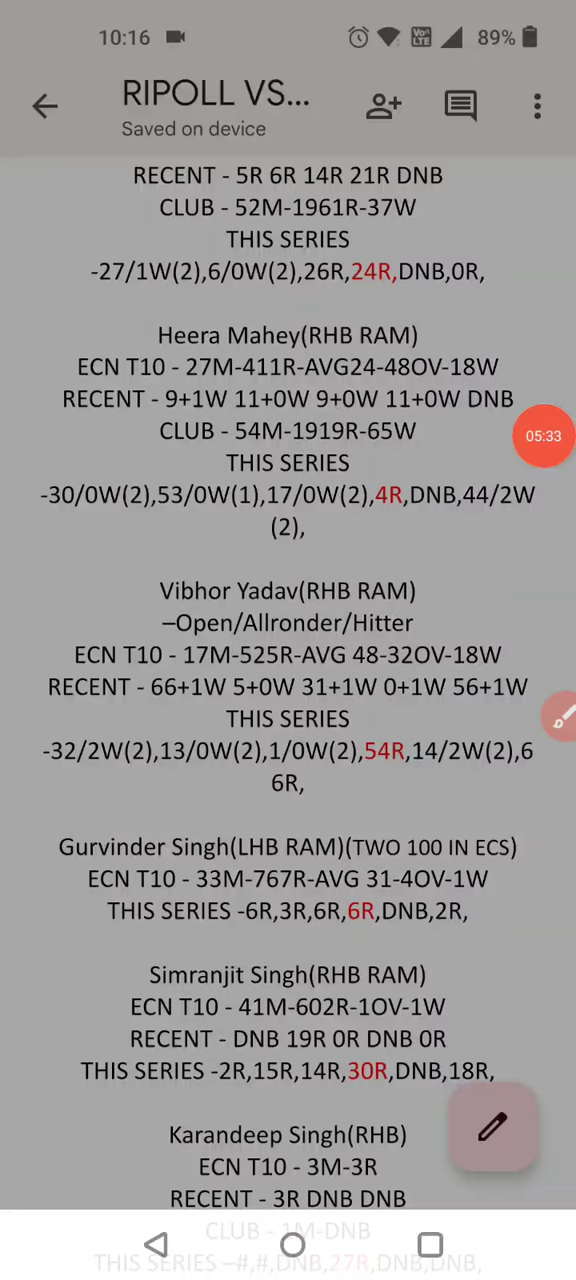 10:16
Vo))
LTE
89%
RIPOLL VS...
Saved on device
RECENT - 5R 6R 14R 21R DNB
CLUB - 52M-1961R-37W
THIS SERIES
-27/1W(2),6/0W(2),26R,24R,DNB,0R,
Heera Mahey(RHB RAM)
ECN T10 - 27M-411R-AVG24-48OV-18W
RECENT - 9+1W 11+0W 9+0W 11+0W DNB
CLUB - 54M-1919R-65W
THIS SERIES
-30/0W(2),53/0W(1),17/0W(2),4R,DNB,44/2W
(2),
05:33
Vibhor Yadav(RHB RAM)
–Open/Allronder/Hitter
ECN T10 - 17M-525R-AVG 48-32OV-18W
RECENT - 66+1W 5+0W 31+1W 0+1W 56+1W
THIS SERIES
-32/2W(2),13/0W(2),1/0W(2),54R,14/2W(2),6
6R,
Gurvinder Singh(LHB RAM)(TWO 100 IN ECS)
ECN T10 - 33M-767R-AVG 31-4OV-1W
THIS SERIES -6R,3R,6R,6R,DNB,2R,
Simranjit Singh(RHB RAM)
ECN T10 - 41M-602R-1OV-1W
RECENT - DNB 19R 0R DNB 0R
THIS SERIES -2R,15R,14R,30R,DNB,18R,
Karandeep Singh(RHB)
ECN T10 - 3M-3R
RECENT - 3R DNB DNB
CLUB - 1M-DNB
THIS SERIES –#,#,DNB,27R,DNB,DNB,